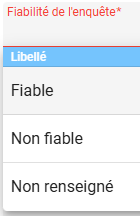 Fiabilité de l'enquête*
Libellé
Fiable
Non fiable
Non renseigné